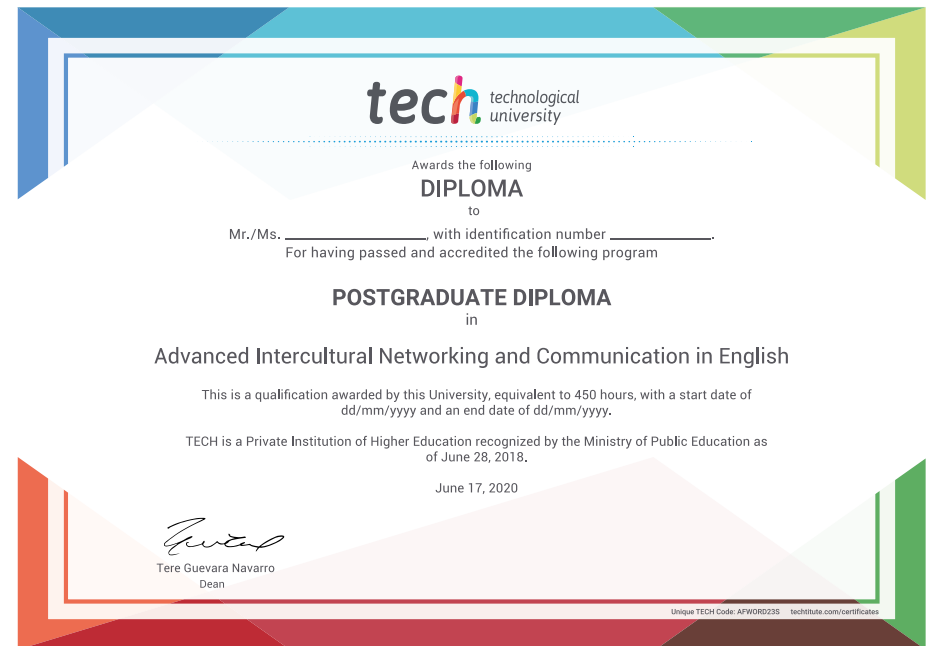 tech technological
university
Awards the following
DIPLOMA
to
Mr./Ms. ____________________, with identification number ______________.
For having passed and accredited the following program
POSTGRADUATE DIPLOMA
in
Advanced Intercultural Networking and Communication in English
This is a qualification awarded by this University, equivalent to 450 hours, with a start date of
dd/mm/yyyy and an end date of dd/mm/yyyy.
TECH is a Private Institution of Higher Education recognized by the Ministry of Public Education as
of June 28, 2018.
June 17, 2020
Tere Guevara Navarro
Dean
Unique TECH Code: AFWORD23S techtitute.com/certificates